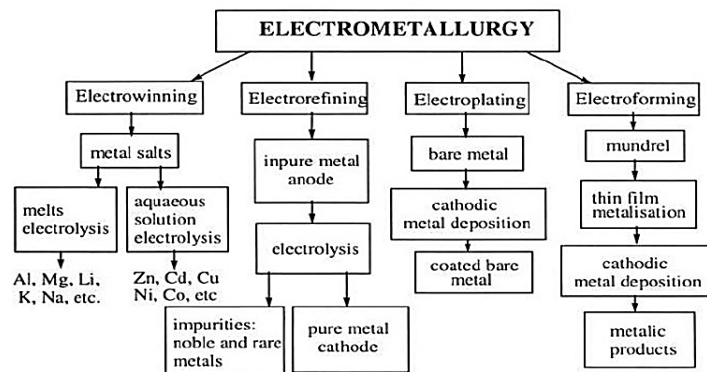 ELECTROMETALLURGY
Electrowinning
Electrorefining
Electroplating
Electroforming
metal salts
melts
electrolysis
aquaeous
solution
electrolysis
Al, Mg, Li,
K, Na, etc.
Zn, Cd, Cu
Ni, Co, etc
inpure metal
anode
electrolysis
impurities:
noble and rare
metals
pure metal
cathode
bare metal
cathodic
metal deposition
coated bare
metal
mundrel
thin film
metalisation
cathodic
metal deposition
metalic
products